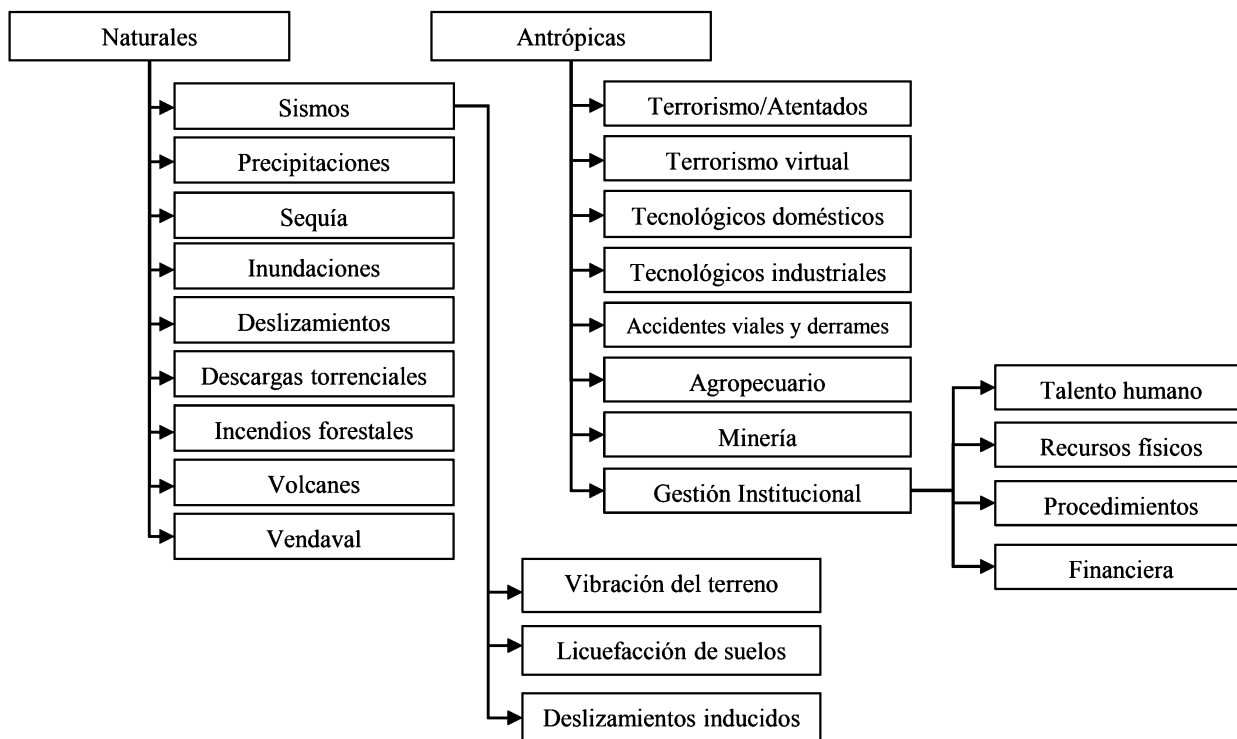 Naturales
Sismos
Precipitaciones
Sequía
Inundaciones
Deslizamientos
Descargas torrenciales
Incendios forestales
Volcanes
Vendaval
Vibración del terreno
Licuefacción de suelos
Deslizamientos inducidos
Antrópicas
Terrorismo/Atentados
Terrorismo virtual
Tecnológicos domésticos
Tecnológicos industriales
Accidentes viales y derrames
Agropecuario
Minería
Gestión Institucional
Talento humano
Recursos físicos
Procedimientos
Financiera